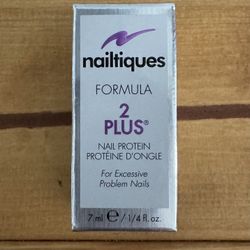 nailtiques
FORMULA
2
PLUS®
NAIL PROTEIN
PROTÉINE D'ONGLE
For Excessive
Problem Nails
7 ml ℮ / 1/4 fl. oz.